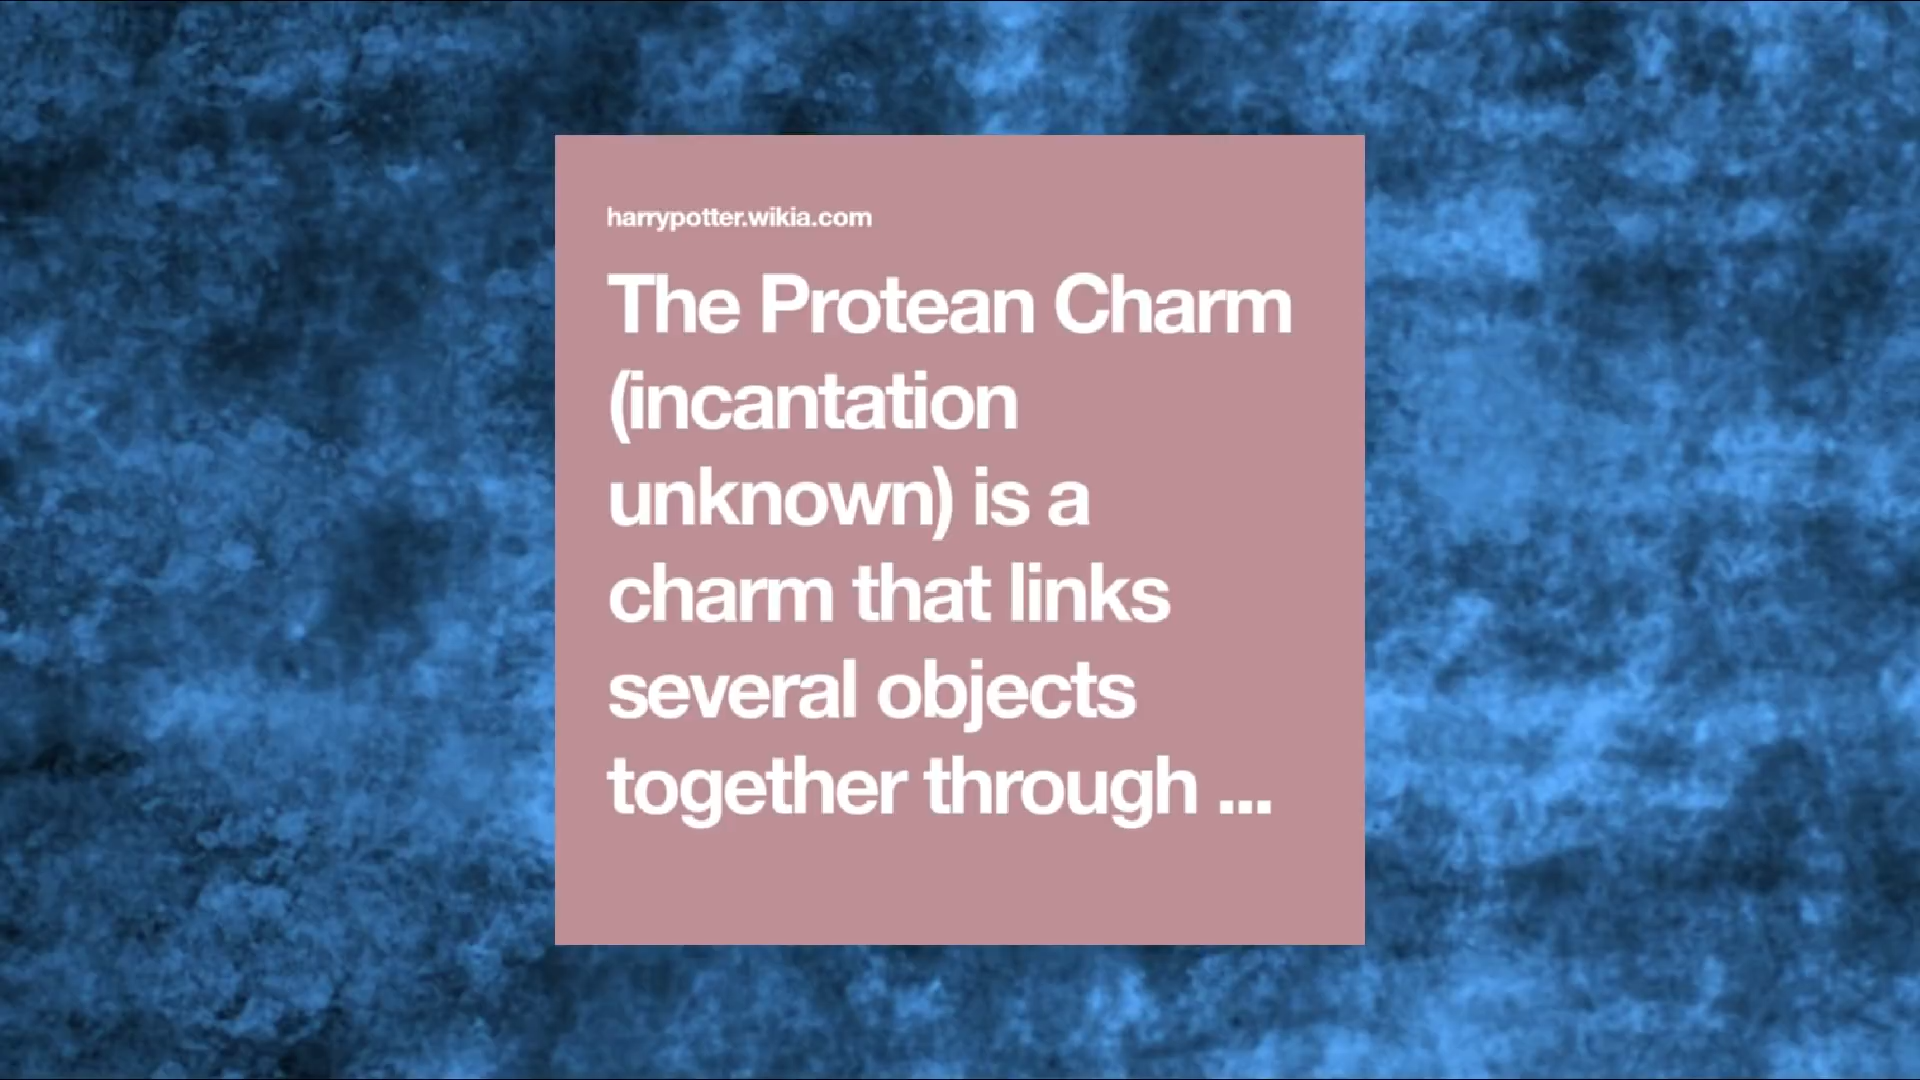 harrypotter.wikia.com
The Protean Charm
(incantation
unknown) is a
charm that links
several objects
together through ...